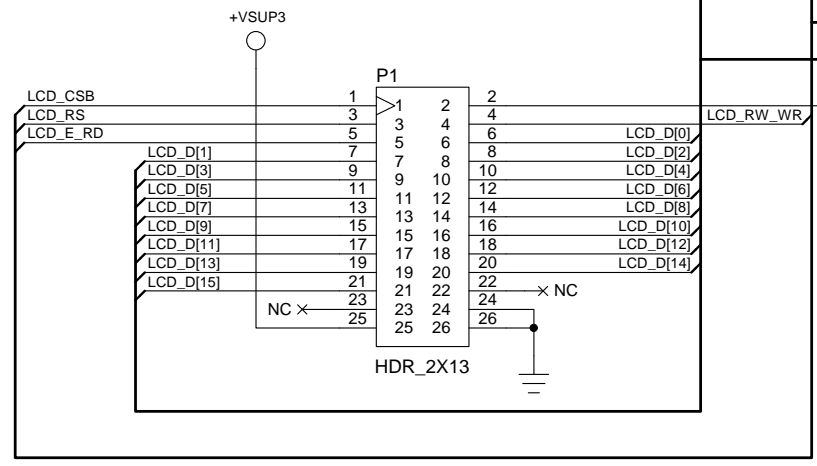 +VSUP3
P1
LCD_CSB 1 1 2 2
LCD_RS 3 3 4 4 LCD_RW_WR
LCD_E_RD 5 5 6 6 LCD_D[0]
LCD_D[1] 7 7 8 8 LCD_D[2]
LCD_D[3] 9 9 10 10 LCD_D[4]
LCD_D[5] 11 11 12 12 LCD_D[6]
LCD_D[7] 13 13 14 14 LCD_D[8]
LCD_D[9] 15 15 16 16 LCD_D[10]
LCD_D[11] 17 17 18 18 LCD_D[12]
LCD_D[13] 19 19 20 20 LCD_D[14]
LCD_D[15] 21 21 22 22 NC
NC 23 23 24 24
25 25 26 26
HDR_2X13